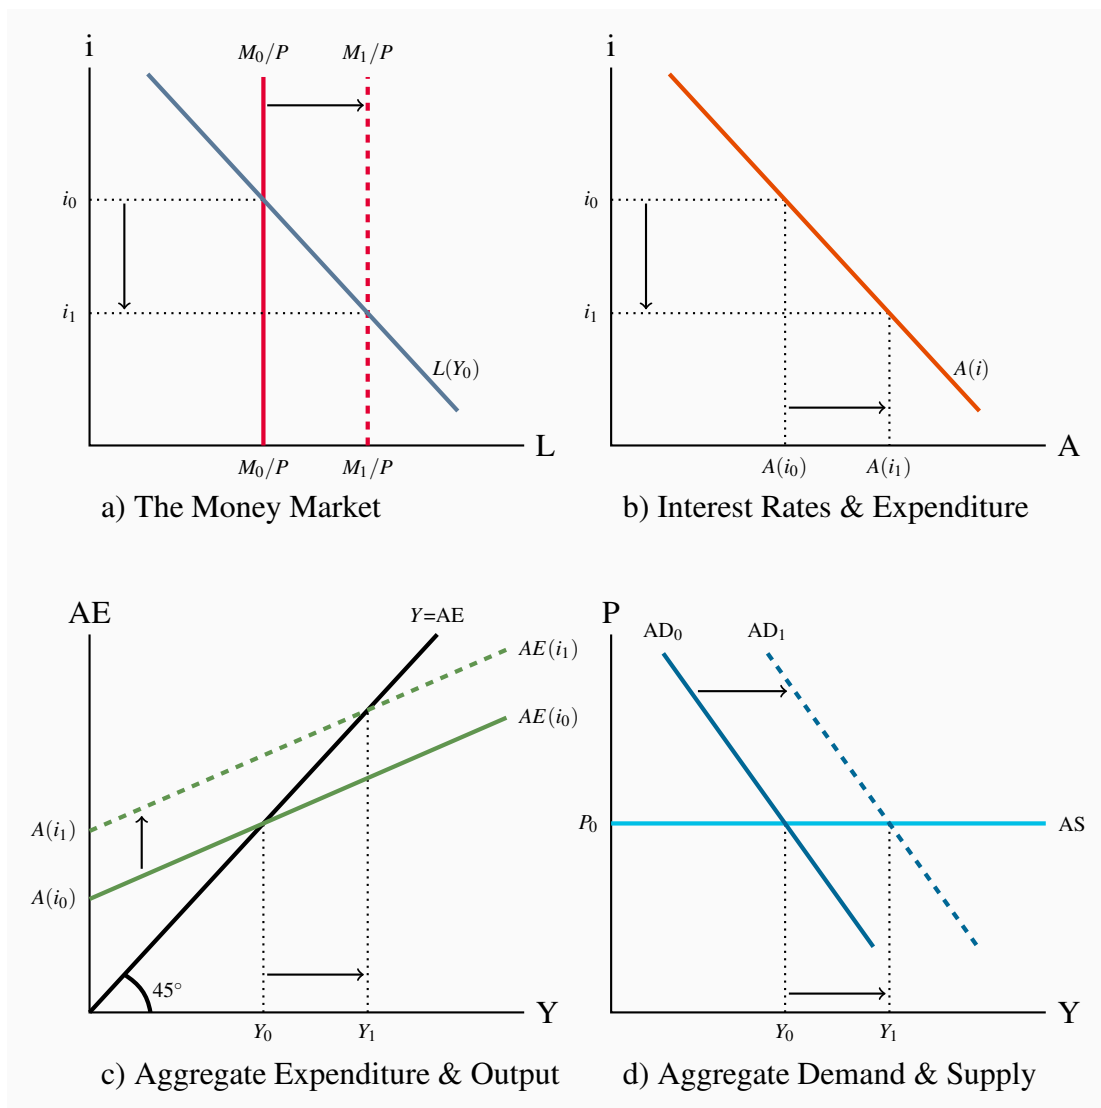 i
M₀/P
M₁/P
i₀
i₁
L(Y₀)
L
M₀/P
M₁/P
a) The Money Market
i
i₀
i₁
A(i)
A
A(i₀)
A(i₁)
b) Interest Rates & Expenditure
AE
Y=AE
AE(i₁)
AE(i₀)
A(i₁)
A(i₀)
45°
Y
Y₀
Y₁
c) Aggregate Expenditure & Output
P
AD₀
AD₁
P₀
AS
Y
Y₀
Y₁
d) Aggregate Demand & Supply